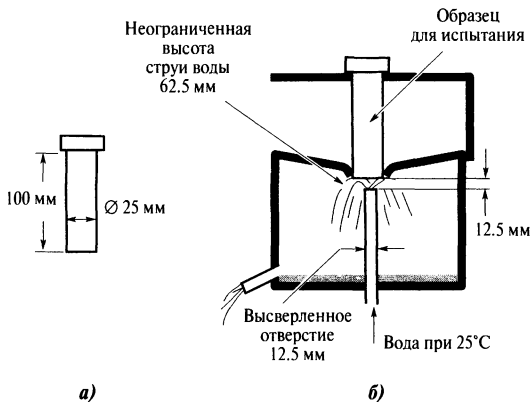 Неограниченная
высота
струи воды
62.5 мм
Образец
для испытания
100 мм
Ø 25 мм
12.5 мм
Высверленное
отверстие
12.5 мм
Вода при 25°C
а)
б)